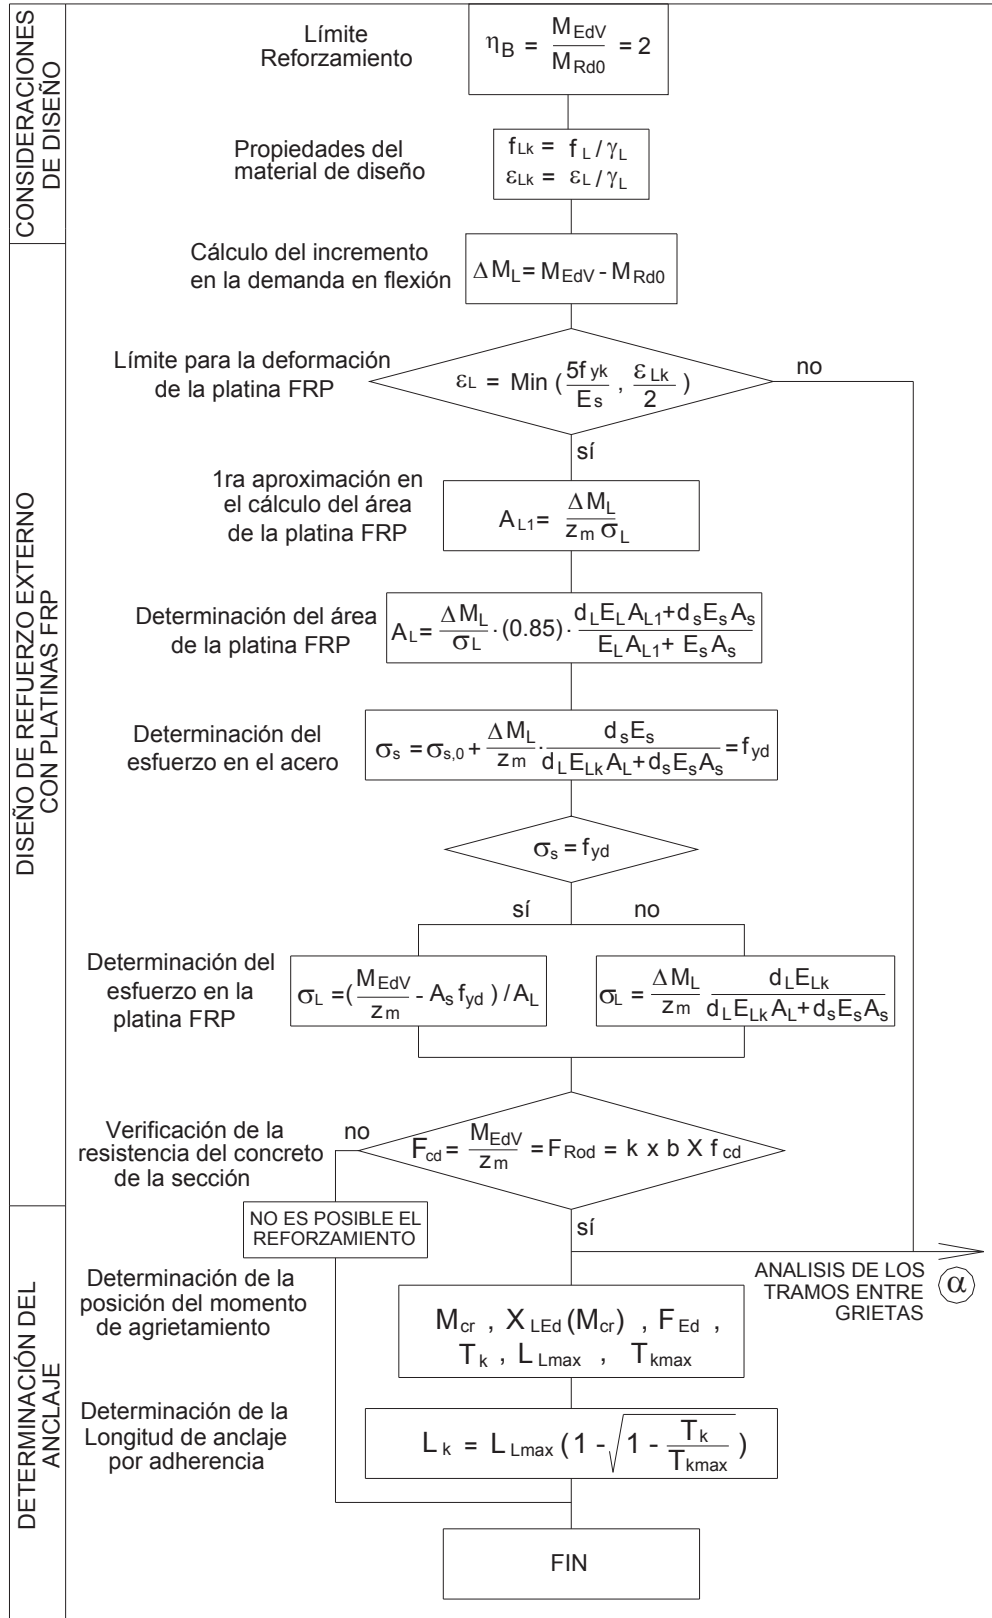 CONSIDERACIONES
DE DISEÑO
Límite
Reforzamiento
η_B = M_EdV / M_Rd0 = 2
Propiedades del
material de diseño
f_Lk = f_L / γ_L
ε_Lk = ε_L / γ_L
DISEÑO DE REFUERZO EXTERNO
CON PLATINAS FRP
Cálculo del incremento
en la demanda en flexión
Δ M_L = M_EdV - M_Rd0
Límite para la deformación
de la platina FRP
ε_L = Min ( 5f_yk / E_s , ε_Lk / 2 )
no
sí
1ra aproximación en
el cálculo del área
de la platina FRP
A_L1 = Δ M_L / z_m σ_L
Determinación del área
de la platina FRP
A_L = Δ M_L / σ_L · (0.85) · d_L E_L A_L1 + d_s E_s A_s / E_L A_L1 + E_s A_s
Determinación del
esfuerzo en el acero
σ_s = σ_s,0 + Δ M_L / z_m · d_s E_s / d_L E_Lk A_L + d_s E_s A_s = f_yd
σ_s = f_yd
sí
no
Determinación del
esfuerzo en la
platina FRP
σ_L = ( M_EdV / z_m - A_s f_yd ) / A_L
σ_L = Δ M_L / z_m d_L E_Lk / d_L E_Lk A_L + d_s E_s A_s
Verificación de la
resistencia del concreto
de la sección
no
F_cd = M_EdV / z_m = F_Rod = k x b X f_cd
sí
NO ES POSIBLE EL
REFORZAMIENTO
ANALISIS DE LOS
TRAMOS ENTRE
GRIETAS
α
DETERMINACIÓN DEL
ANCLAJE
Determinación de la
posición del momento
de agrietamiento
M_cr , X_LEd (M_cr) , F_Ed ,
T_k , L_Lmax , T_kmax
Determinación de la
Longitud de anclaje
por adherencia
L_k = L_Lmax ( 1 - √ 1 - T_k / T_kmax )
FIN